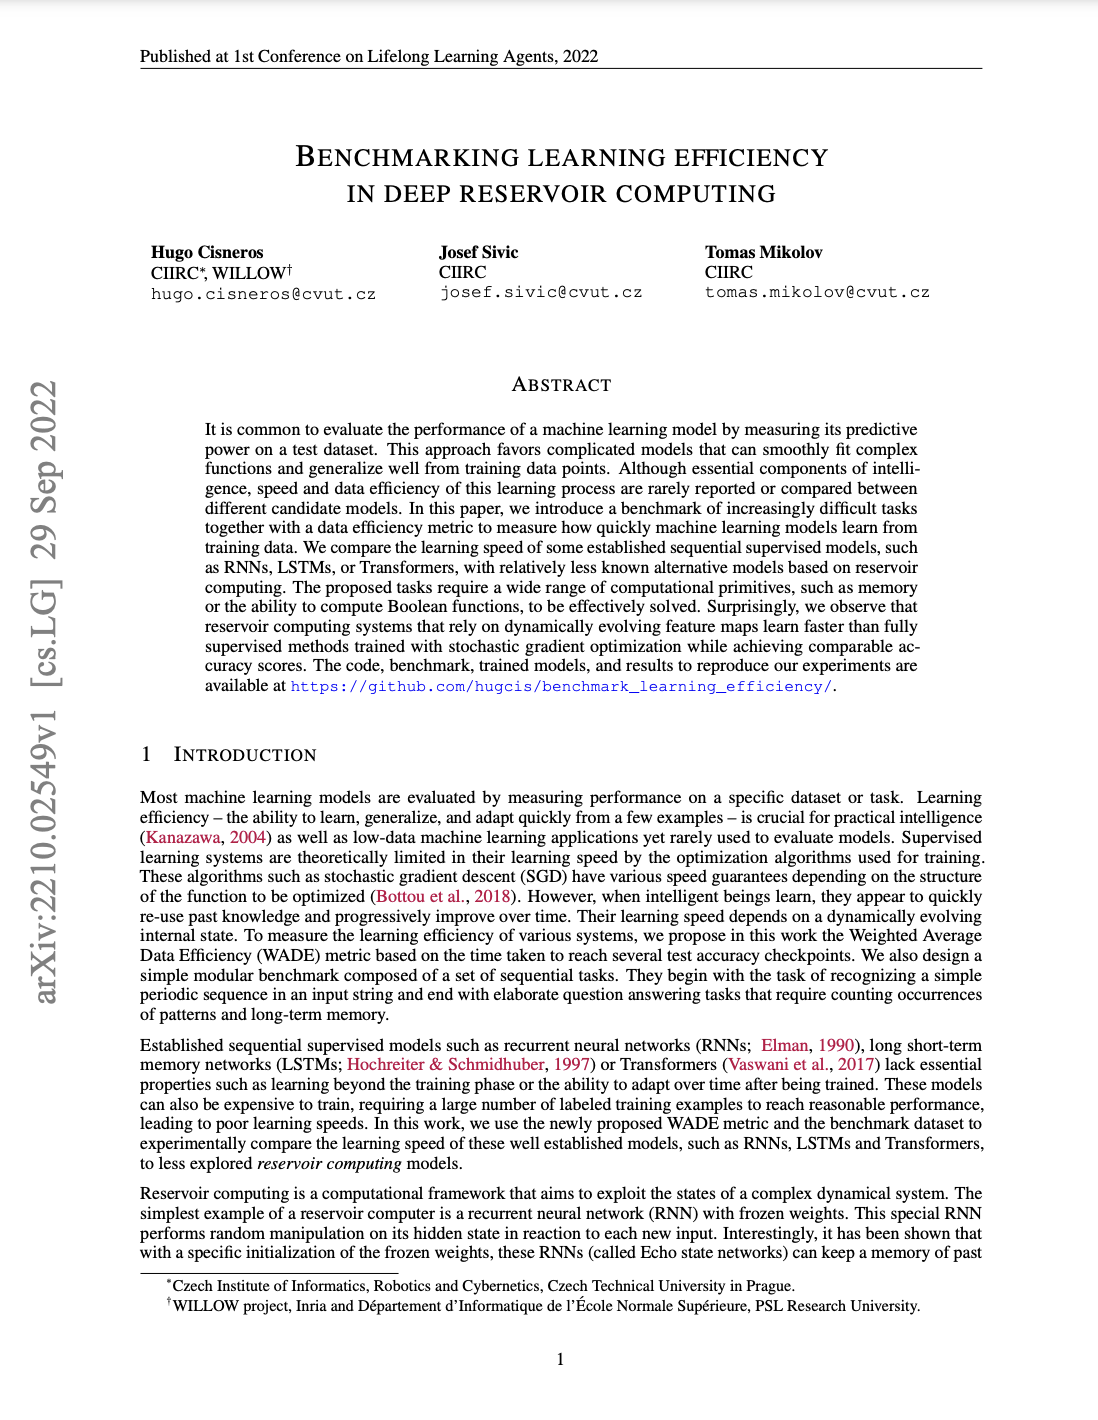 Published at 1st Conference on Lifelong Learning Agents, 2022
BENCHMARKING LEARNING EFFICIENCY
IN DEEP RESERVOIR COMPUTING
Hugo Cisneros
CIIRC*, WILLOW†
hugo.cisneros@cvut.cz
Josef Sivic
CIIRC
josef.sivic@cvut.cz
Tomas Mikolov
CIIRC
tomas.mikolov@cvut.cz
arXiv:2210.02549v1 [cs.LG] 29 Sep 2022
ABSTRACT
It is common to evaluate the performance of a machine learning model by measuring its predictive
power on a test dataset. This approach favors complicated models that can smoothly fit complex
functions and generalize well from training data points. Although essential components of intelli-
gence, speed and data efficiency of this learning process are rarely reported or compared between
different candidate models. In this paper, we introduce a benchmark of increasingly difficult tasks
together with a data efficiency metric to measure how quickly machine learning models learn from
training data. We compare the learning speed of some established sequential supervised models, such
as RNNs, LSTMs, or Transformers, with relatively less known alternative models based on reservoir
computing. The proposed tasks require a wide range of computational primitives, such as memory
or the ability to compute Boolean functions, to be effectively solved. Surprisingly, we observe that
reservoir computing systems that rely on dynamically evolving feature maps learn faster than fully
supervised methods trained with stochastic gradient optimization while achieving comparable ac-
curacy scores. The code, benchmark, trained models, and results to reproduce our experiments are
available at https://github.com/hugcis/benchmark_learning_efficiency/.
1 INTRODUCTION
Most machine learning models are evaluated by measuring performance on a specific dataset or task. Learning
efficiency – the ability to learn, generalize, and adapt quickly from a few examples – is crucial for practical intelligence
(Kanazawa, 2004) as well as low-data machine learning applications yet rarely used to evaluate models. Supervised
learning systems are theoretically limited in their learning speed by the optimization algorithms used for training.
These algorithms such as stochastic gradient descent (SGD) have various speed guarantees depending on the structure
of the function to be optimized (Bottou et al., 2018). However, when intelligent beings learn, they appear to quickly
re-use past knowledge and progressively improve over time. Their learning speed depends on a dynamically evolving
internal state. To measure the learning efficiency of various systems, we propose in this work the Weighted Average
Data Efficiency (WADE) metric based on the time taken to reach several test accuracy checkpoints. We also design a
simple modular benchmark composed of a set of sequential tasks. They begin with the task of recognizing a simple
periodic sequence in an input string and end with elaborate question answering tasks that require counting occurrences
of patterns and long-term memory.
Established sequential supervised models such as recurrent neural networks (RNNs; Elman, 1990), long short-term
memory networks (LSTMs; Hochreiter & Schmidhuber, 1997) or Transformers (Vaswani et al., 2017) lack essential
properties such as learning beyond the training phase or the ability to adapt over time after being trained. These models
can also be expensive to train, requiring a large number of labeled training examples to reach reasonable performance,
leading to poor learning speeds. In this work, we use the newly proposed WADE metric and the benchmark dataset to
experimentally compare the learning speed of these well established models, such as RNNs, LSTMs and Transformers,
to less explored reservoir computing models.
Reservoir computing is a computational framework that aims to exploit the states of a complex dynamical system. The
simplest example of a reservoir computer is a recurrent neural network (RNN) with frozen weights. This special RNN
performs random manipulation on its hidden state in reaction to each new input. Interestingly, it has been shown that
with a specific initialization of the frozen weights, these RNNs (called Echo state networks) can keep a memory of past
*Czech Institute of Informatics, Robotics and Cybernetics, Czech Technical University in Prague.
†WILLOW project, Inria and Département d'Informatique de l'École Normale Supérieure, PSL Research University.
1